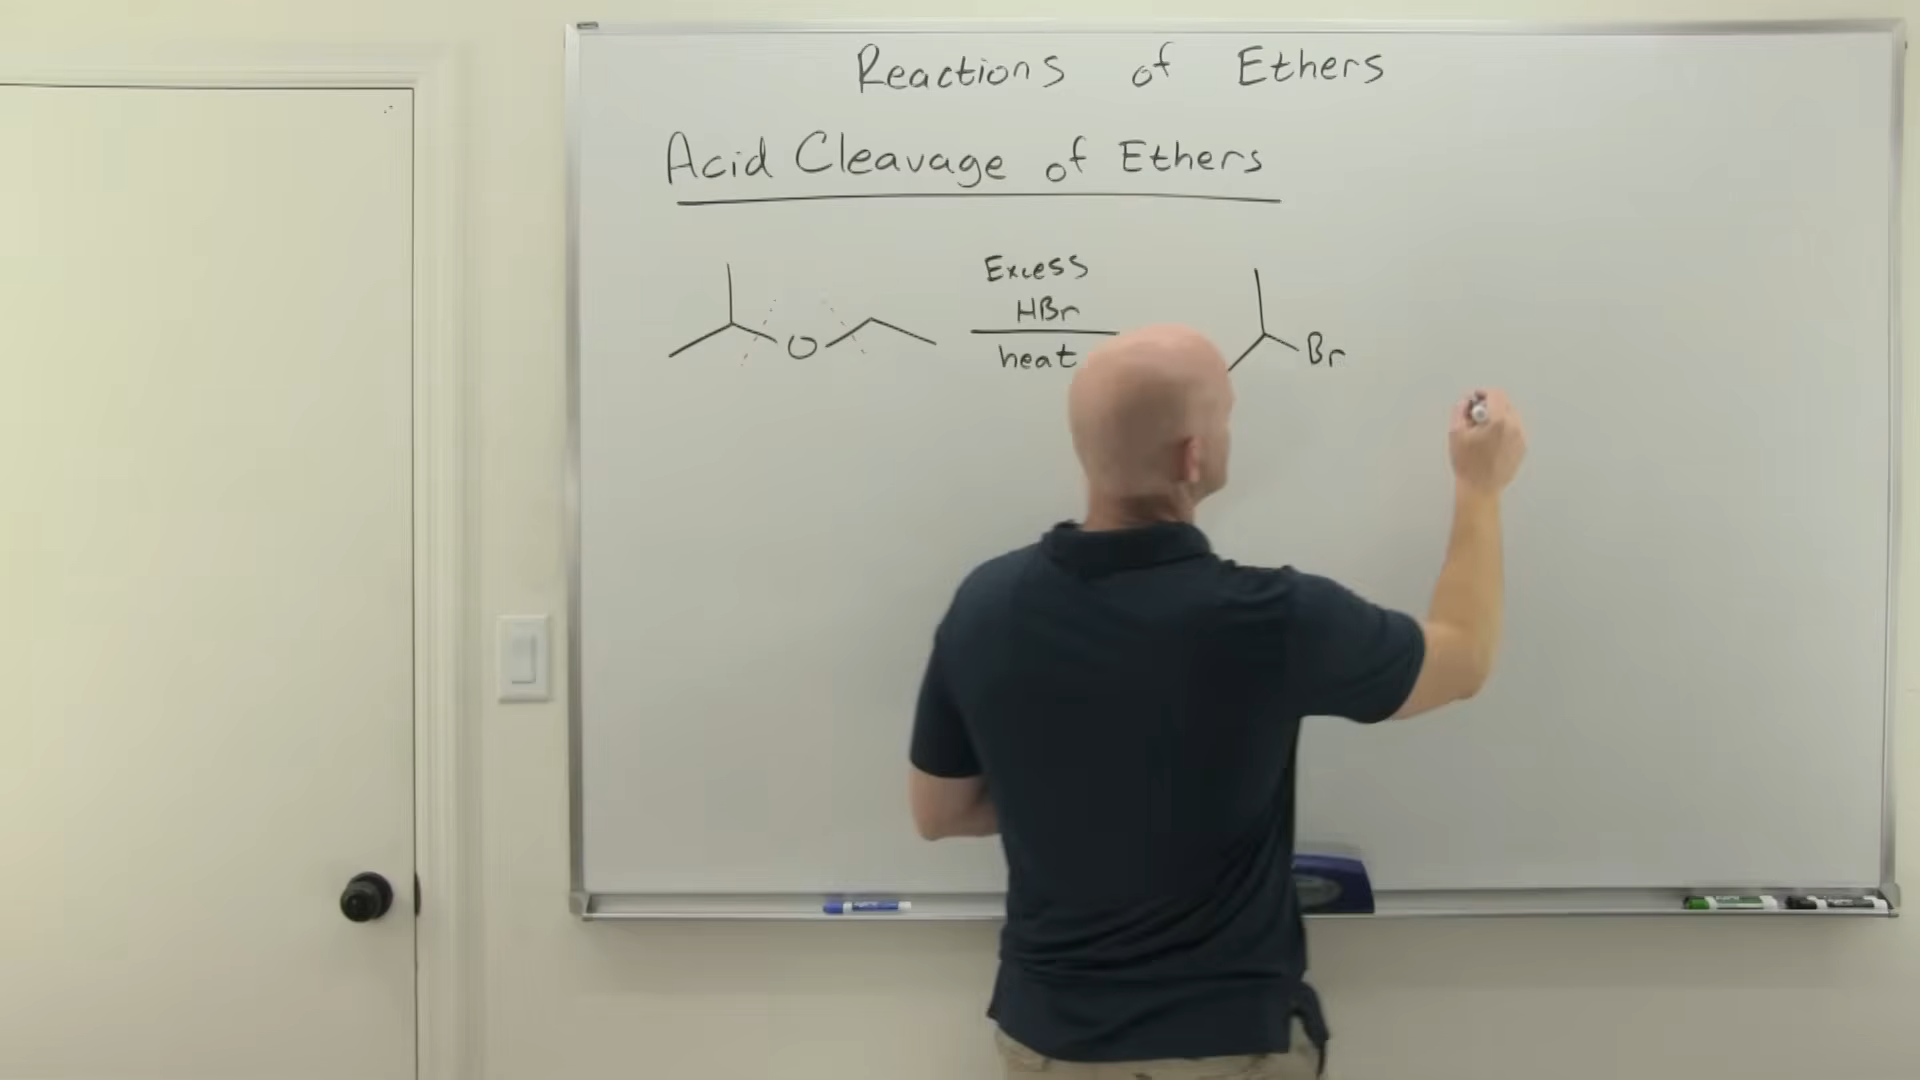 Reactions of Ethers
Acid Cleavage of Ethers
Excess
HBr
heat
O
Br